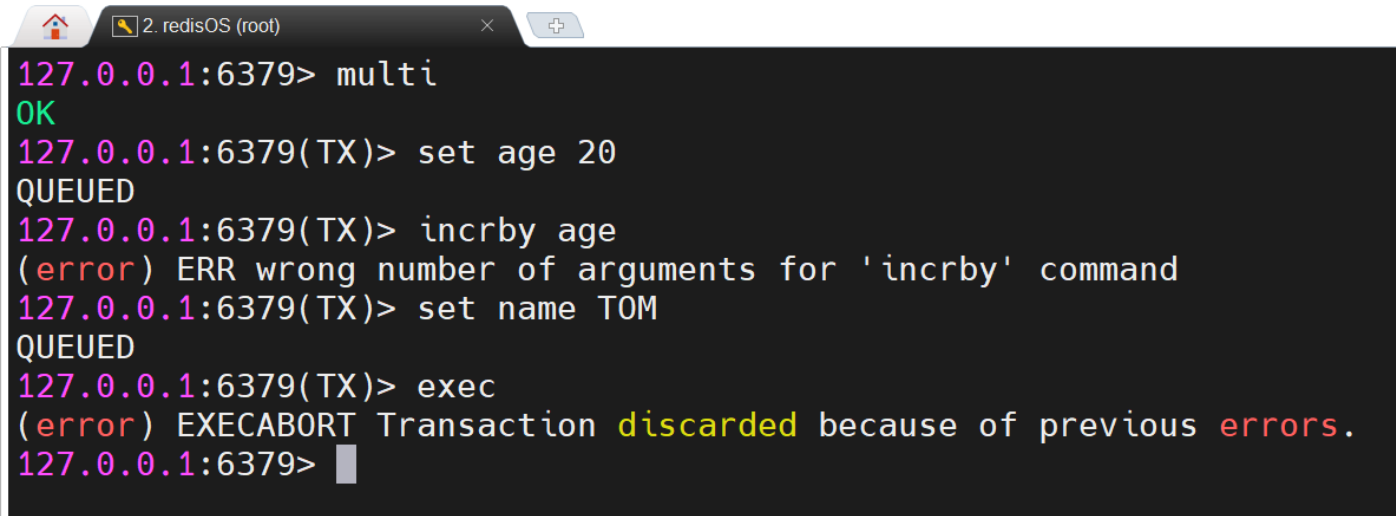 2. redisOS (root)
127.0.0.1:6379> multi
OK
127.0.0.1:6379(TX)> set age 20
QUEUED
127.0.0.1:6379(TX)> incrby age
(error) ERR wrong number of arguments for 'incrby' command
127.0.0.1:6379(TX)> set name TOM
QUEUED
127.0.0.1:6379(TX)> exec
(error) EXECABORT Transaction discarded because of previous errors.
127.0.0.1:6379>